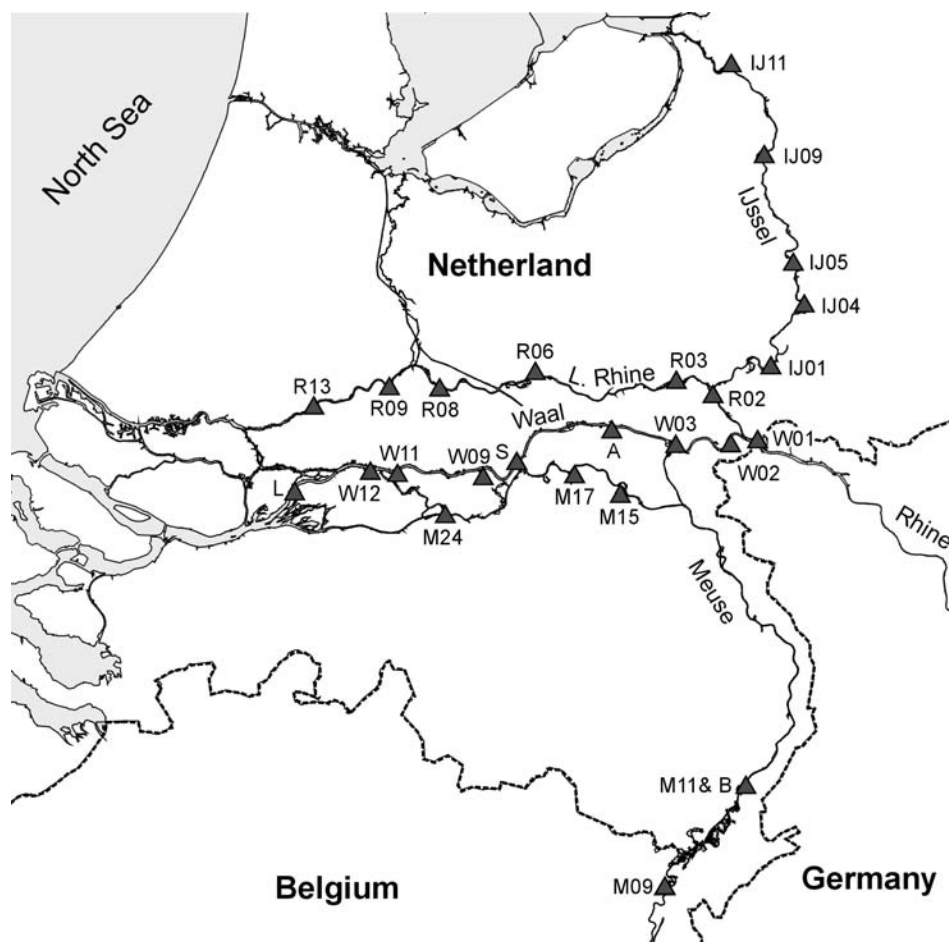 IJ11
North Sea
IJ09
IJssel
Netherland
IJ05
IJ04
R06
R03
IJ01
L. Rhine
R13
R09
R08
R02
Waal
W03
W01
A
W02
S
W09
W11
W12
L
M17
M15
M24
Rhine
Meuse
M11& B
Belgium
M09
Germany